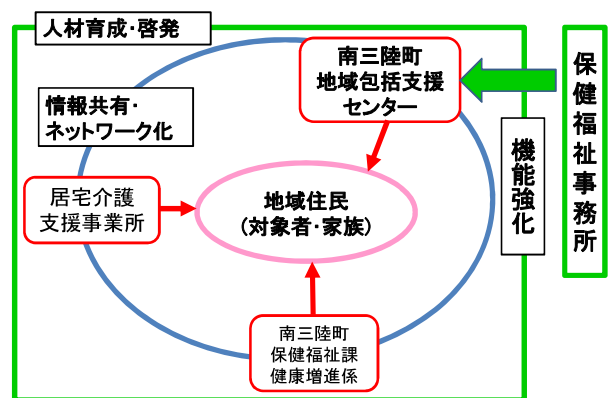 人材育成・啓発
南三陸町
地域包括支援
センター
保健福祉事務所
情報共有・
ネットワーク化
機能強化
居宅介護
支援事業所
地域住民
(対象者・家族)
南三陸町
保健福祉課
健康増進係